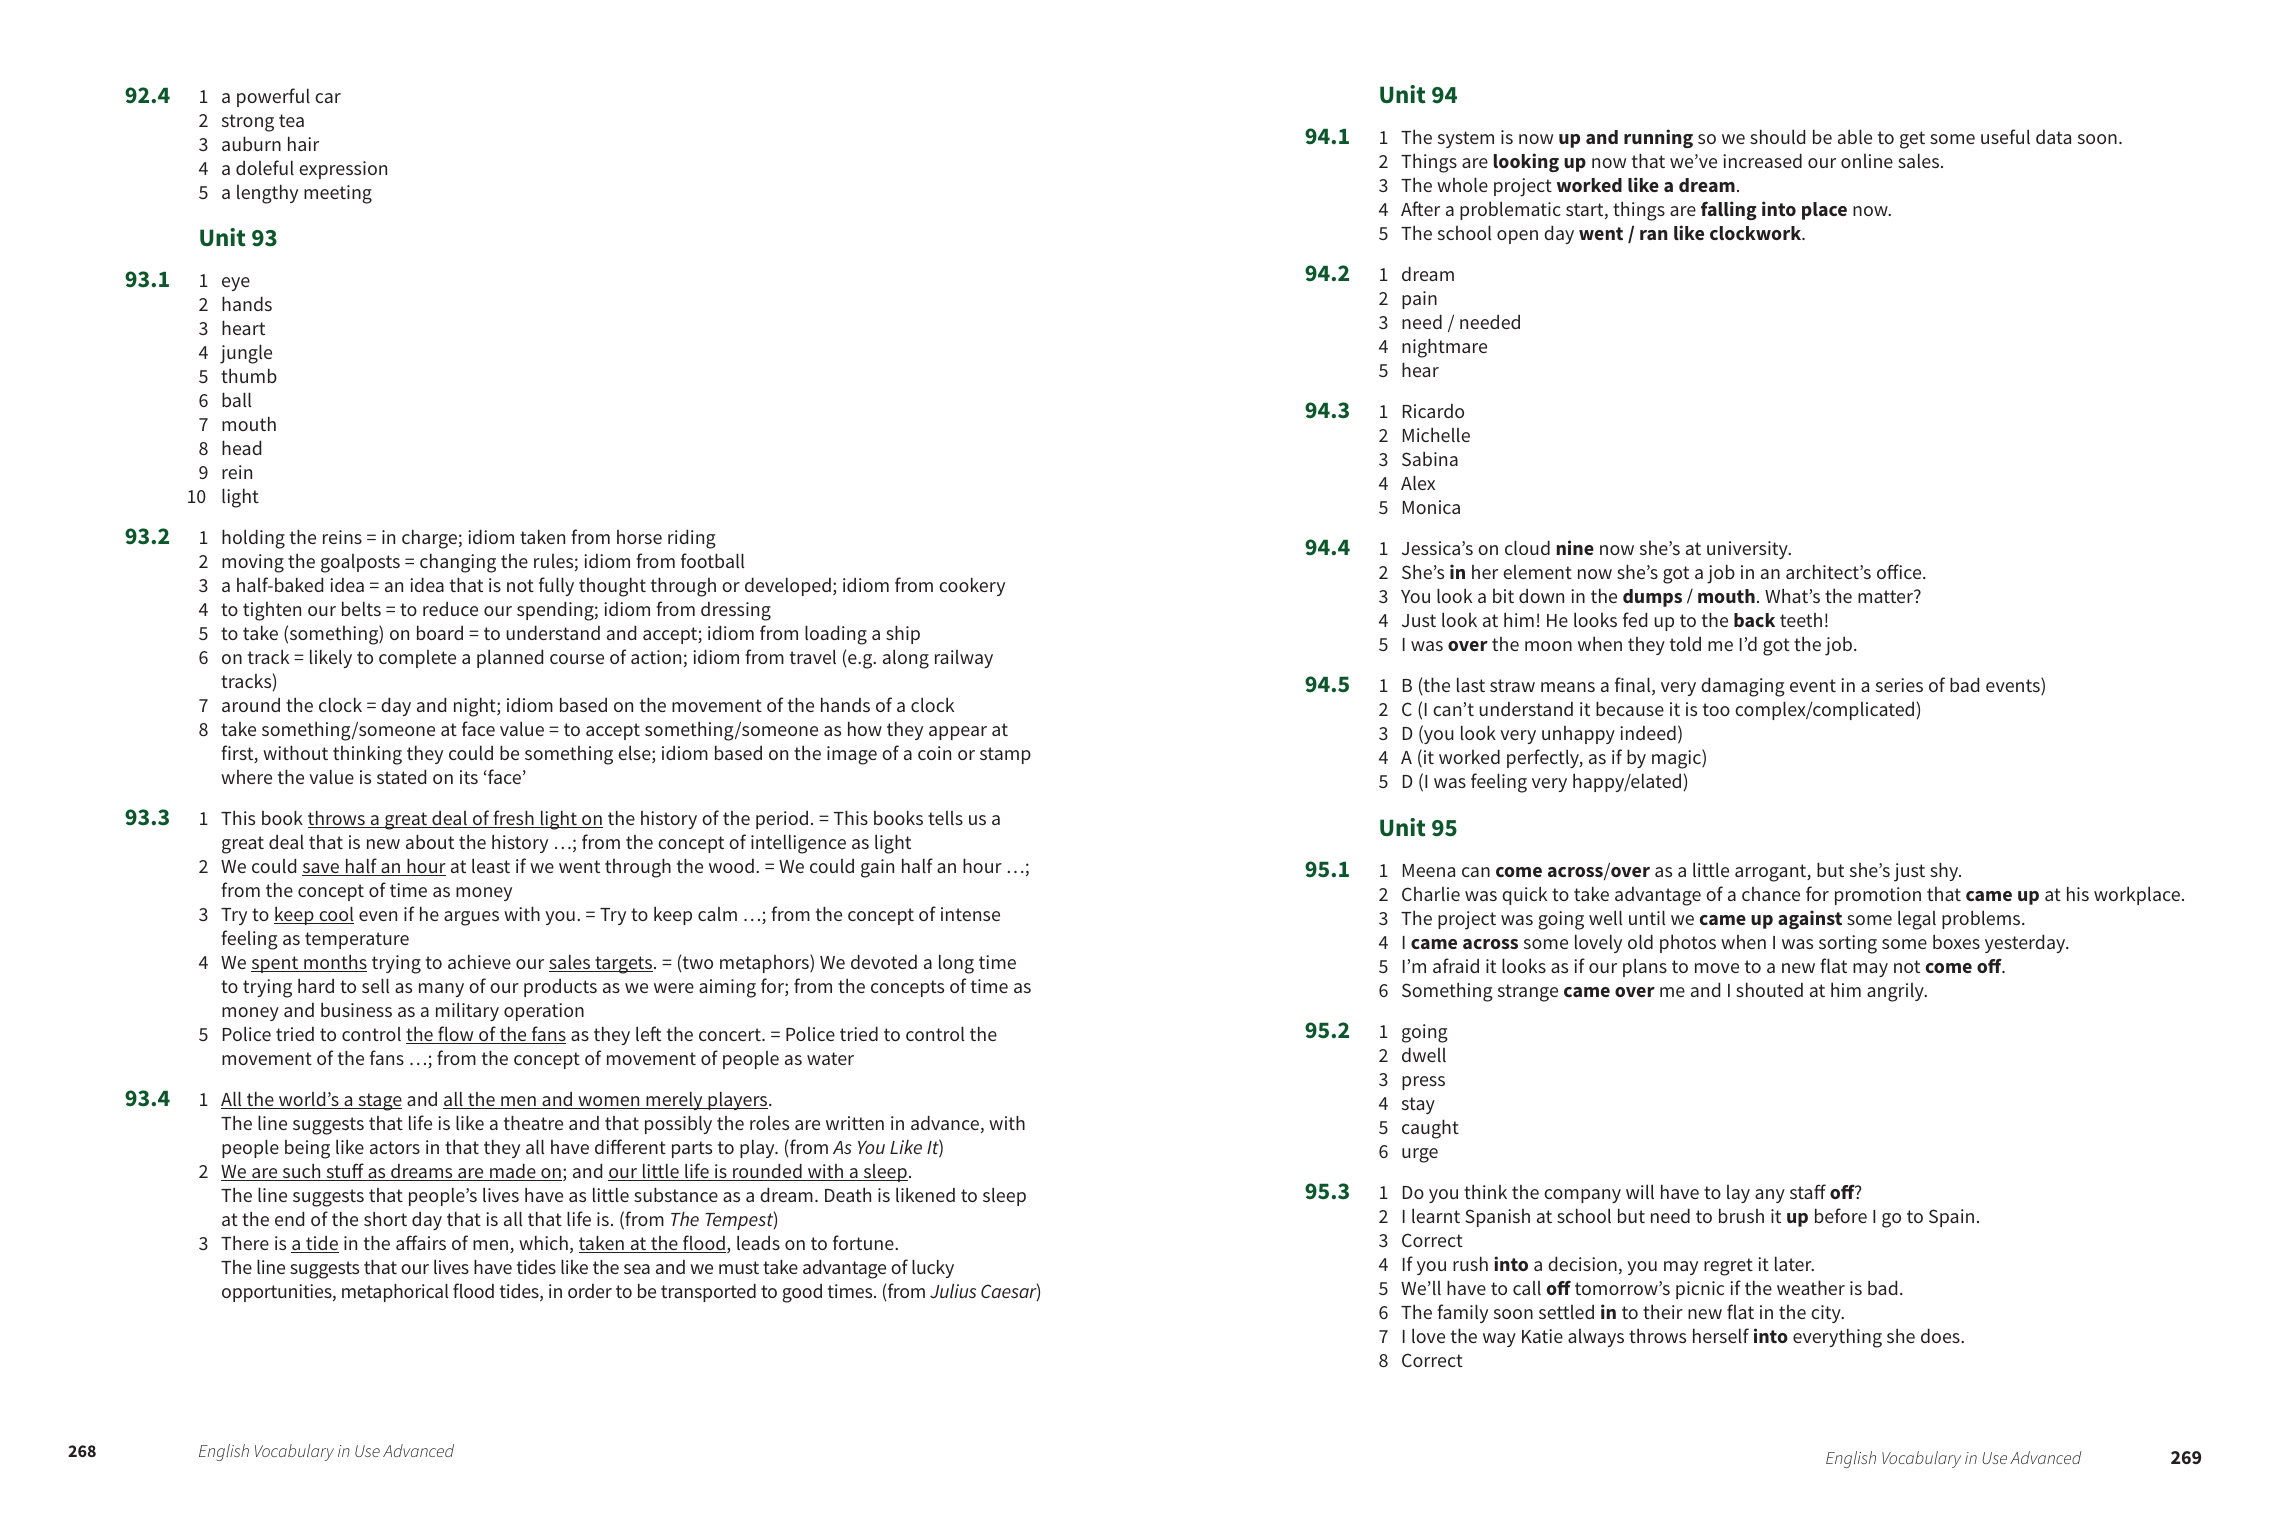 92.4 1 a powerful car
2 strong tea
3 auburn hair
4 a doleful expression
5 a lengthy meeting
Unit 93
93.1 1 eye
2 hands
3 heart
4 jungle
5 thumb
6 ball
7 mouth
8 head
9 rein
10 light
93.2 1 holding the reins = in charge; idiom taken from horse riding
2 moving the goalposts = changing the rules; idiom from football
3 a half-baked idea = an idea that is not fully thought through or developed; idiom from cookery
4 to tighten our belts = to reduce our spending; idiom from dressing
5 to take (something) on board = to understand and accept; idiom from loading a ship
6 on track = likely to complete a planned course of action; idiom from travel (e.g. along railway
tracks)
7 around the clock = day and night; idiom based on the movement of the hands of a clock
8 take something/someone at face value = to accept something/someone as how they appear at
first, without thinking they could be something else; idiom based on the image of a coin or stamp
where the value is stated on its ‘face’
93.3 1 This book throws a great deal of fresh light on the history of the period. = This books tells us a
great deal that is new about the history …; from the concept of intelligence as light
2 We could save half an hour at least if we went through the wood. = We could gain half an hour …;
from the concept of time as money
3 Try to keep cool even if he argues with you. = Try to keep calm …; from the concept of intense
feeling as temperature
4 We spent months trying to achieve our sales targets. = (two metaphors) We devoted a long time
to trying hard to sell as many of our products as we were aiming for; from the concepts of time as
money and business as a military operation
5 Police tried to control the flow of the fans as they left the concert. = Police tried to control the
movement of the fans …; from the concept of movement of people as water
93.4 1 All the world’s a stage and all the men and women merely players.
The line suggests that life is like a theatre and that possibly the roles are written in advance, with
people being like actors in that they all have different parts to play. (from As You Like It)
2 We are such stuff as dreams are made on; and our little life is rounded with a sleep.
The line suggests that people’s lives have as little substance as a dream. Death is likened to sleep
at the end of the short day that is all that life is. (from The Tempest)
3 There is a tide in the affairs of men, which, taken at the flood, leads on to fortune.
The line suggests that our lives have tides like the sea and we must take advantage of lucky
opportunities, metaphorical flood tides, in order to be transported to good times. (from Julius Caesar)
268 English Vocabulary in Use Advanced
Unit 94
94.1 1 The system is now up and running so we should be able to get some useful data soon.
2 Things are looking up now that we’ve increased our online sales.
3 The whole project worked like a dream.
4 After a problematic start, things are falling into place now.
5 The school open day went / ran like clockwork.
94.2 1 dream
2 pain
3 need / needed
4 nightmare
5 hear
94.3 1 Ricardo
2 Michelle
3 Sabina
4 Alex
5 Monica
94.4 1 Jessica’s on cloud nine now she’s at university.
2 She’s in her element now she’s got a job in an architect’s office.
3 You look a bit down in the dumps / mouth. What’s the matter?
4 Just look at him! He looks fed up to the back teeth!
5 I was over the moon when they told me I’d got the job.
94.5 1 B (the last straw means a final, very damaging event in a series of bad events)
2 C (I can’t understand it because it is too complex/complicated)
3 D (you look very unhappy indeed)
4 A (it worked perfectly, as if by magic)
5 D (I was feeling very happy/elated)
Unit 95
95.1 1 Meena can come across/over as a little arrogant, but she’s just shy.
2 Charlie was quick to take advantage of a chance for promotion that came up at his workplace.
3 The project was going well until we came up against some legal problems.
4 I came across some lovely old photos when I was sorting some boxes yesterday.
5 I’m afraid it looks as if our plans to move to a new flat may not come off.
6 Something strange came over me and I shouted at him angrily.
95.2 1 going
2 dwell
3 press
4 stay
5 caught
6 urge
95.3 1 Do you think the company will have to lay any staff off?
2 I learnt Spanish at school but need to brush it up before I go to Spain.
3 Correct
4 If you rush into a decision, you may regret it later.
5 We’ll have to call off tomorrow’s picnic if the weather is bad.
6 The family soon settled in to their new flat in the city.
7 I love the way Katie always throws herself into everything she does.
8 Correct
English Vocabulary in Use Advanced 269